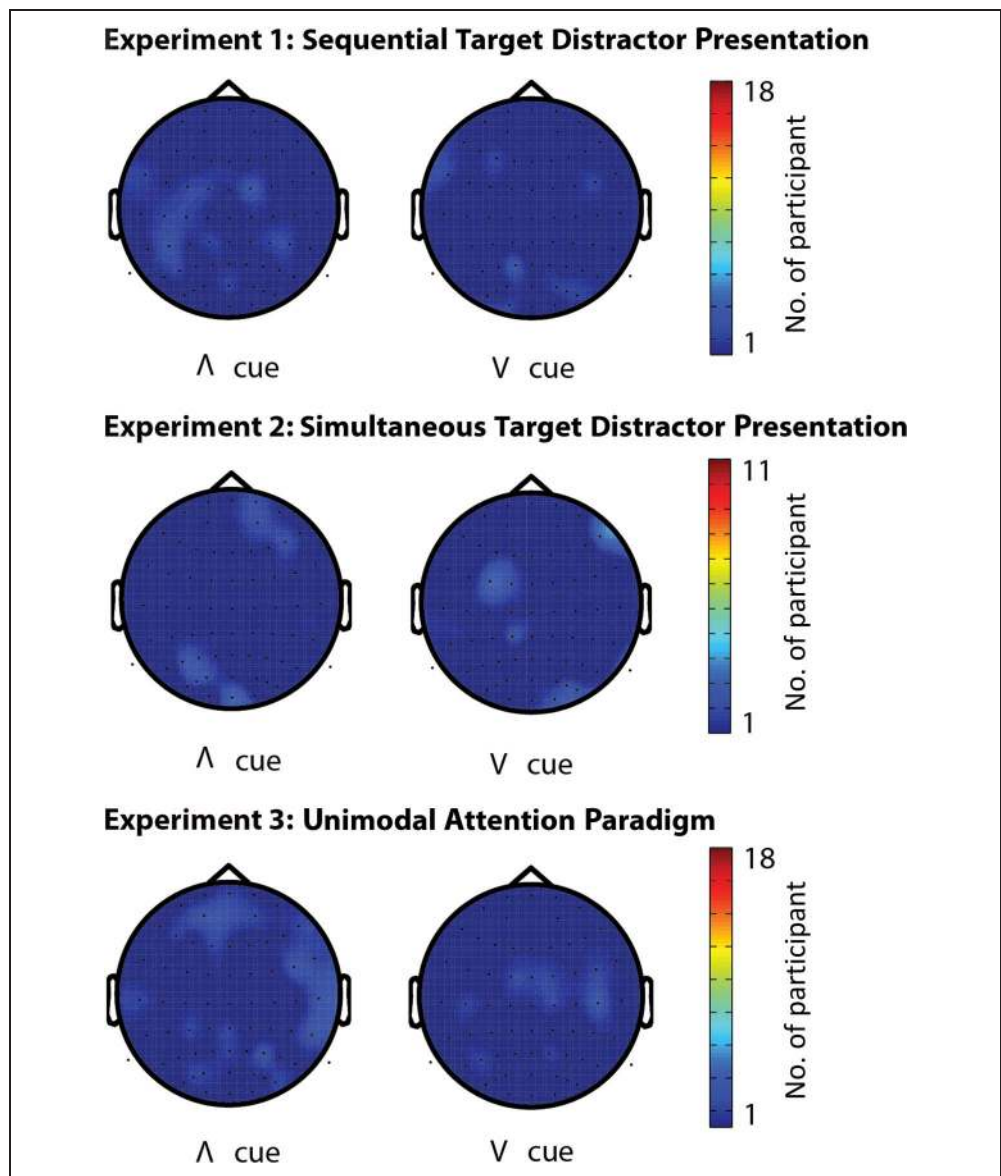 Experiment 1: Sequential Target Distractor Presentation
18
No. of participant
1
Λ cue
V cue
Experiment 2: Simultaneous Target Distractor Presentation
11
No. of participant
1
Λ cue
V cue
Experiment 3: Unimodal Attention Paradigm
18
No. of participant
1
Λ cue
V cue